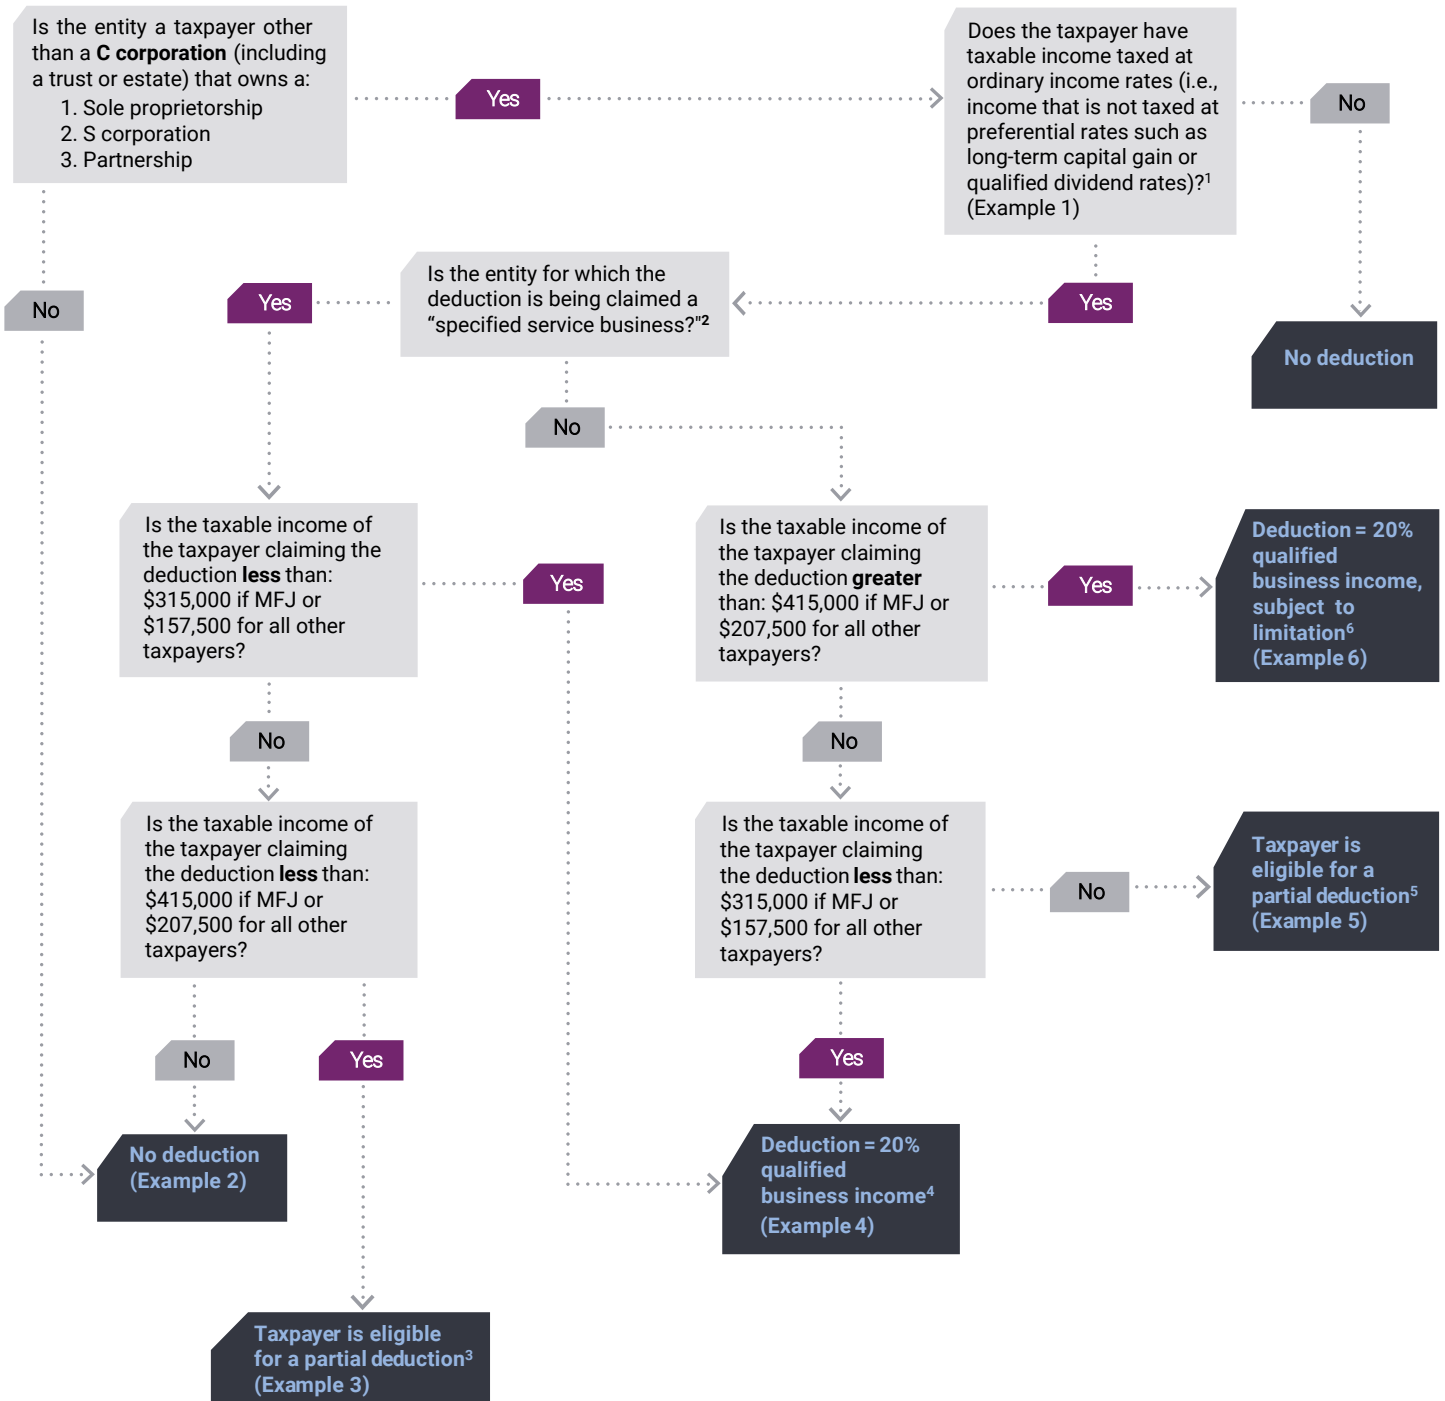 Is the entity a taxpayer other
than a C corporation (including
a trust or estate) that owns a:
1. Sole proprietorship
2. S corporation
3. Partnership
Yes
Does the taxpayer have
taxable income taxed at
ordinary income rates (i.e.,
income that is not taxed at
preferential rates such as
long-term capital gain or
qualified dividend rates)?¹
(Example 1)
No
No deduction
Yes
Is the entity for which the
deduction is being claimed a
“specified service business?"²
Yes
No
No
Is the taxable income of
the taxpayer claiming the
deduction less than:
$315,000 if MFJ or
$157,500 for all other
taxpayers?
Yes
Is the taxable income of
the taxpayer claiming
the deduction greater
than: $415,000 if MFJ or
$207,500 for all other
taxpayers?
Yes
Deduction = 20%
qualified
business income,
subject to
limitation⁶
(Example 6)
No
No
Is the taxable income of
the taxpayer claiming
the deduction less than:
$415,000 if MFJ or
$207,500 for all other
taxpayers?
Is the taxable income of
the taxpayer claiming
the deduction less than:
$315,000 if MFJ or
$157,500 for all other
taxpayers?
No
Taxpayer is
eligible for a
partial deduction⁵
(Example 5)
No
Yes
Yes
No deduction
(Example 2)
Deduction = 20%
qualified
business income⁴
(Example 4)
Taxpayer is eligible
for a partial deduction³
(Example 3)